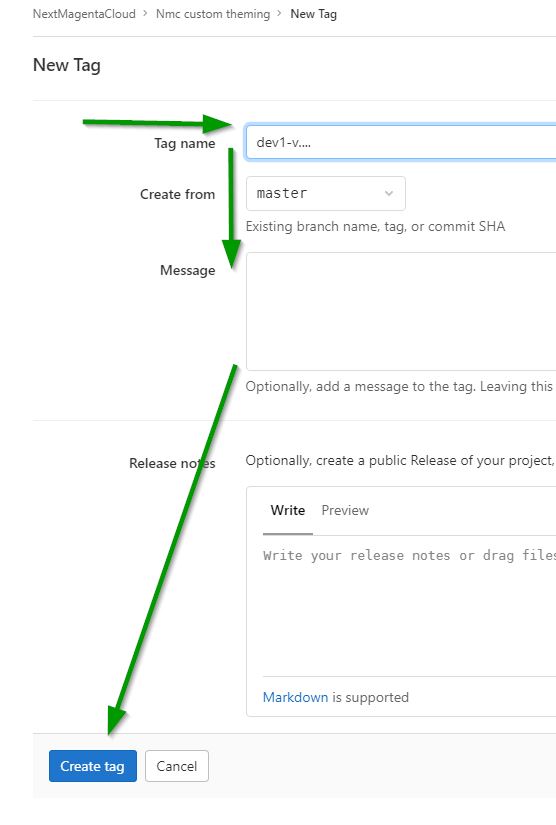 NextMagentaCloud > Nmc custom theming > New Tag
New Tag
Tag name dev1-v....
Create from master
Existing branch name, tag, or commit SHA
Message
Optionally, add a message to the tag. Leaving this
Release notes Optionally, create a public Release of your project,
Write Preview
Write your release notes or drag files
Markdown is supported
Create tag Cancel